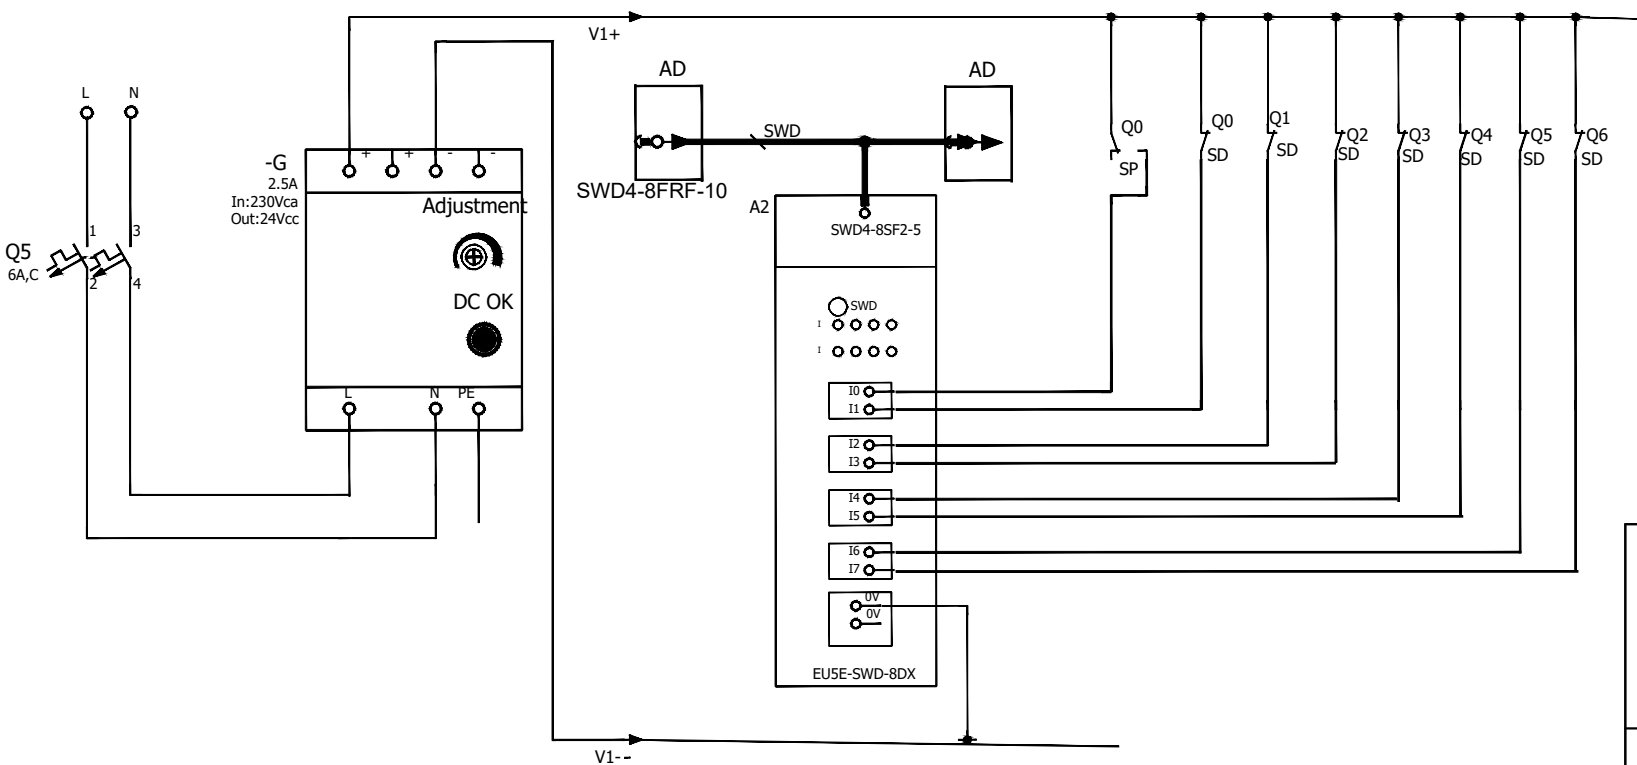 V1+
AD
AD
L
N
SWD
Q0
SP
Q0
SD
Q1
SD
Q2
SD
Q3
SD
Q4
SD
Q5
SD
Q6
SD
-G
2.5A
In:230Vca
Out:24Vcc
+
+
-
-
Adjustment
SWD4-8FRF-10
A2
SWD4-8SF2-5
Q5
6A,C
1
3
2
4
DC OK
SWD
I
I
L
N
PE
I0
I1
I2
I3
I4
I5
I6
I7
0V
0V
EU5E-SWD-8DX
V1--